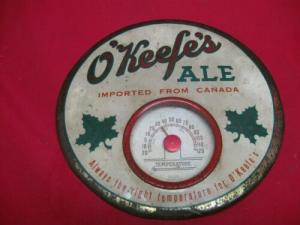 O'Keefe's
ALE
IMPORTED FROM CANADA
TEMPERATURE
Always the right temperature for O'Keefe's